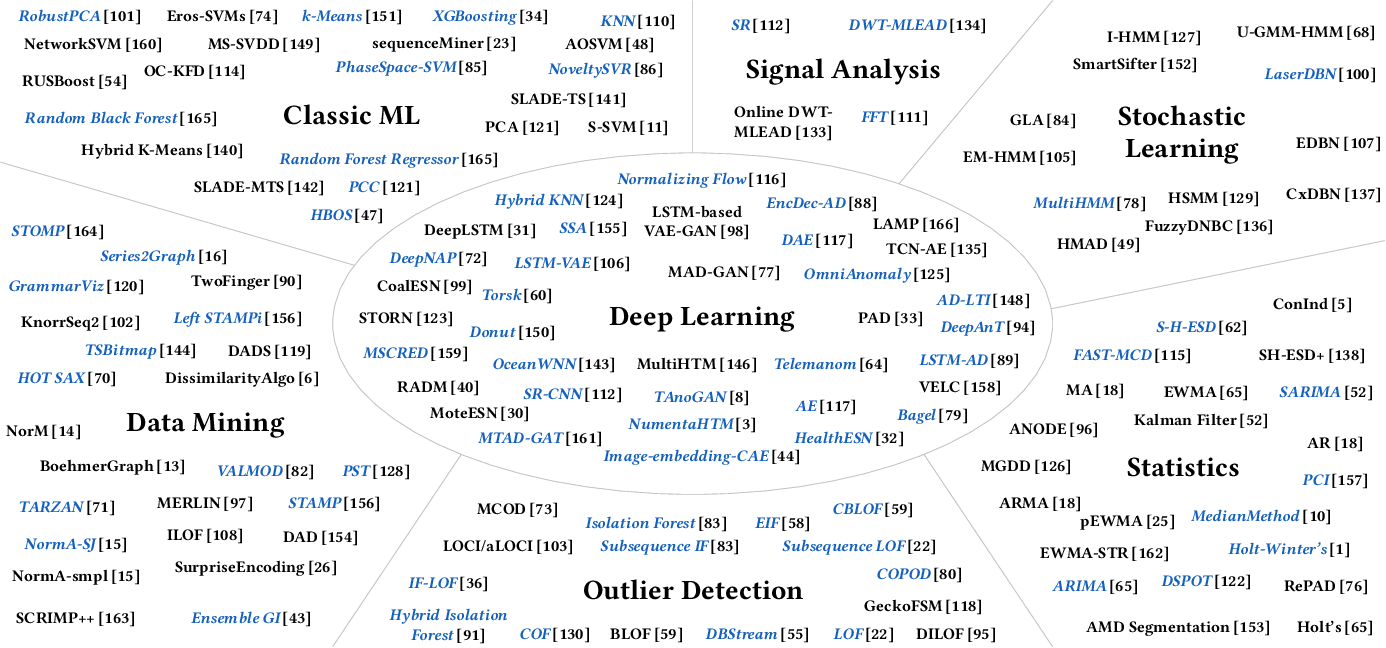 RobustPCA [101] Eros-SVMs [74] k-Means [151] XGBoosting [34] KNN [110]
NetworkSVM [160] MS-SVDD [149] sequenceMiner [23] AOSVM [48]
RUSBoost [54] OC-KFD [114] PhaseSpace-SVM [85] NoveltySVR [86]
SLADE-TS [141]
Random Black Forest [165] Classic ML PCA [121] S-SVM [11]
Hybrid K-Means [140] Random Forest Regressor [165]
SLADE-MTS [142] PCC [121]
HBOS [47]
SR [112] DWT-MLEAD [134]
Signal Analysis
Online DWT-
MLEAD [133] FFT [111]
I-HMM [127] U-GMM-HMM [68]
SmartSifter [152] LaserDBN [100]
GLA [84] Stochastic
Learning EDBN [107]
EM-HMM [105]
MultiHMM [78] HSMM [129] CxDBN [137]
FuzzyDNBC [136]
HMAD [49]
STOMP [164]
Series2Graph [16]
GrammarViz [120] TwoFinger [90]
KnorrSeq2 [102] Left STAMPi [156]
TSBitmap [144] DADS [119]
HOT SAX [70] DissimilarityAlgo [6]
NorM [14] Data Mining
BoehmerGraph [13] VALMOD [82] PST [128]
TARZAN [71] MERLIN [97] STAMP [156]
NormA-SJ [15] ILOF [108] DAD [154]
NormA-smpl [15] SurpriseEncoding [26]
SCRIMP++ [163] Ensemble GI [43]
Normalizing Flow [116]
Hybrid KNN [124] EncDec-AD [88]
LSTM-based
VAE-GAN [98]
DeepLSTM [31] SSA [155] DAE [117] LAMP [166]
TCN-AE [135]
DeepNAP [72] LSTM-VAE [106] MAD-GAN [77] OmniAnomaly [125]
CoalESN [99] Torsk [60] AD-LTI [148]
STORN [123] Donut [150] Deep Learning PAD [33] DeepAnT [94]
MSCRED [159] OceanWNN [143] MultiHTM [146] Telemanom [64] LSTM-AD [89]
RADM [40] SR-CNN [112] TAnoGAN [8] AE [117] VELC [158]
MoteESN [30] NumentaHTM [3] Bagel [79]
MTAD-GAT [161] HealthESN [32]
Image-embedding-CAE [44]
MCOD [73] Isolation Forest [83] EIF [58] CBLOF [59]
LOCI/aLOCI [103] Subsequence IF [83] Subsequence LOF [22]
IF-LOF [36] Outlier Detection COPOD [80]
GeckoFSM [118]
Hybrid Isolation
Forest [91] COF [130] BLOF [59] DBStream [55] LOF [22] DILOF [95]
ConInd [5]
S-H-ESD [62]
FAST-MCD [115] SH-ESD+ [138]
MA [18] EWMA [65] SARIMA [52]
ANODE [96] Kalman Filter [52]
AR [18]
MGDD [126] Statistics
PCI [157]
ARMA [18]
pEWMA [25] MedianMethod [10]
EWMA-STR [162] Holt-Winter's [1]
ARIMA [65] DSPOT [122] RePAD [76]
AMD Segmentation [153] Holt's [65]